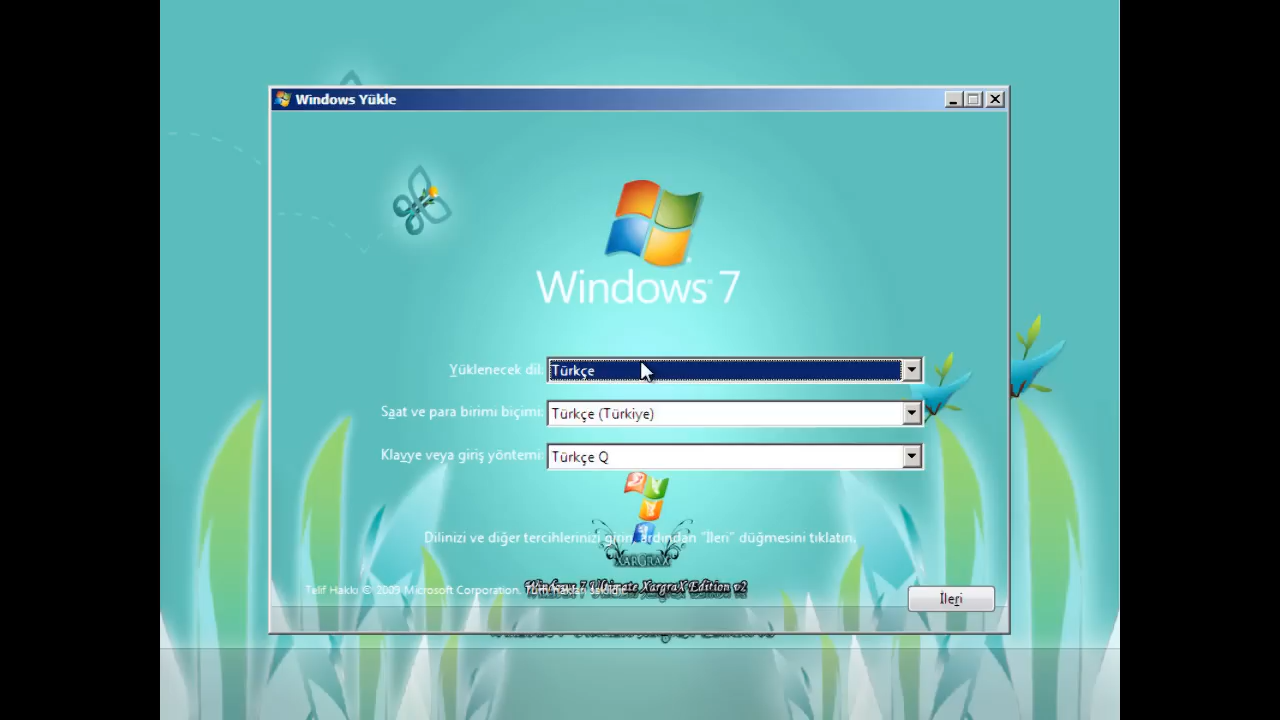 Windows Yükle
Windows 7
Yüklenecek dil:
Türkçe
Saat ve para birimi biçimi:
Türkçe (Türkiye)
Klavye veya giriş yöntemi:
Türkçe Q
Dilinizi ve diğer tercihlerinizi girin ardından "İleri" düğmesini tıklatın.
XARGRAX
Windows 7 Ultimate XargraX Edition v2
Telif Hakkı © 2009 Microsoft Corporation. Tüm hakları saklıdır.
İleri